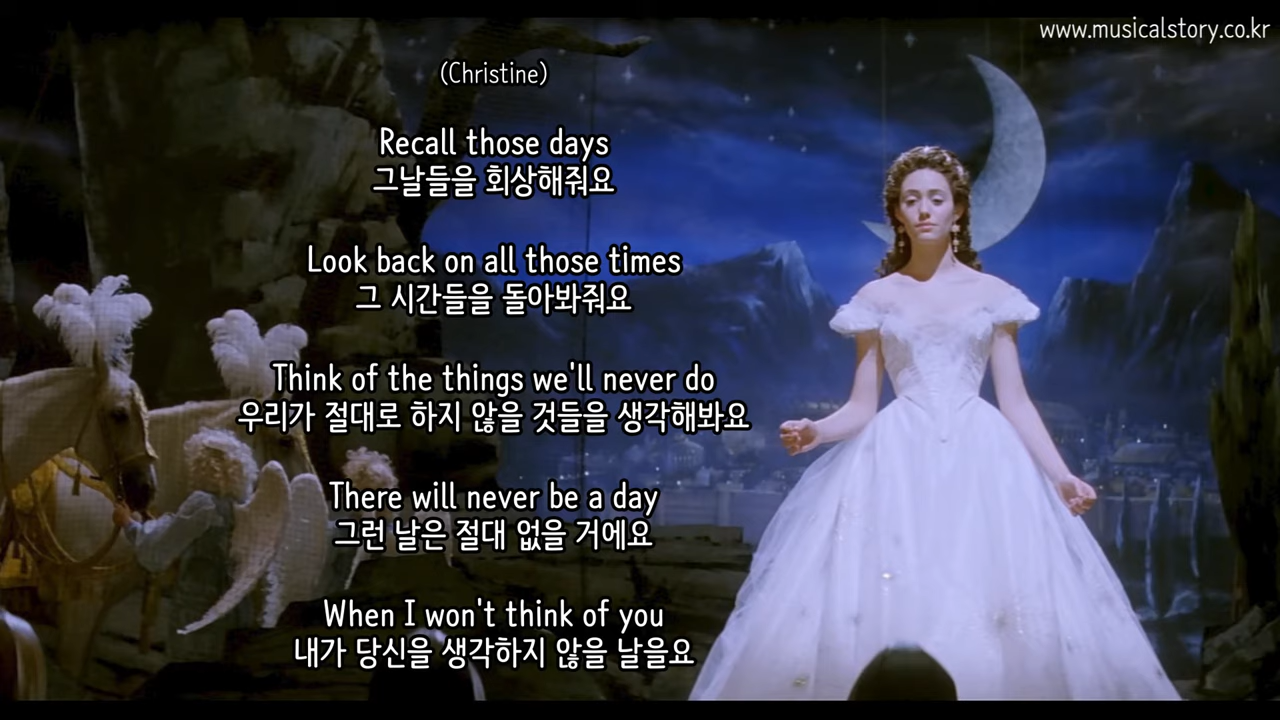 www.musicalstory.co.kr
(Christine)
Recall those days
그날들을 회상해줘요
Look back on all those times
그 시간들을 돌아봐줘요
Think of the things we'll never do
우리가 절대로 하지 않을 것들을 생각해봐요
There will never be a day
그런 날은 절대 없을 거에요
When I won't think of you
내가 당신을 생각하지 않을 날을요